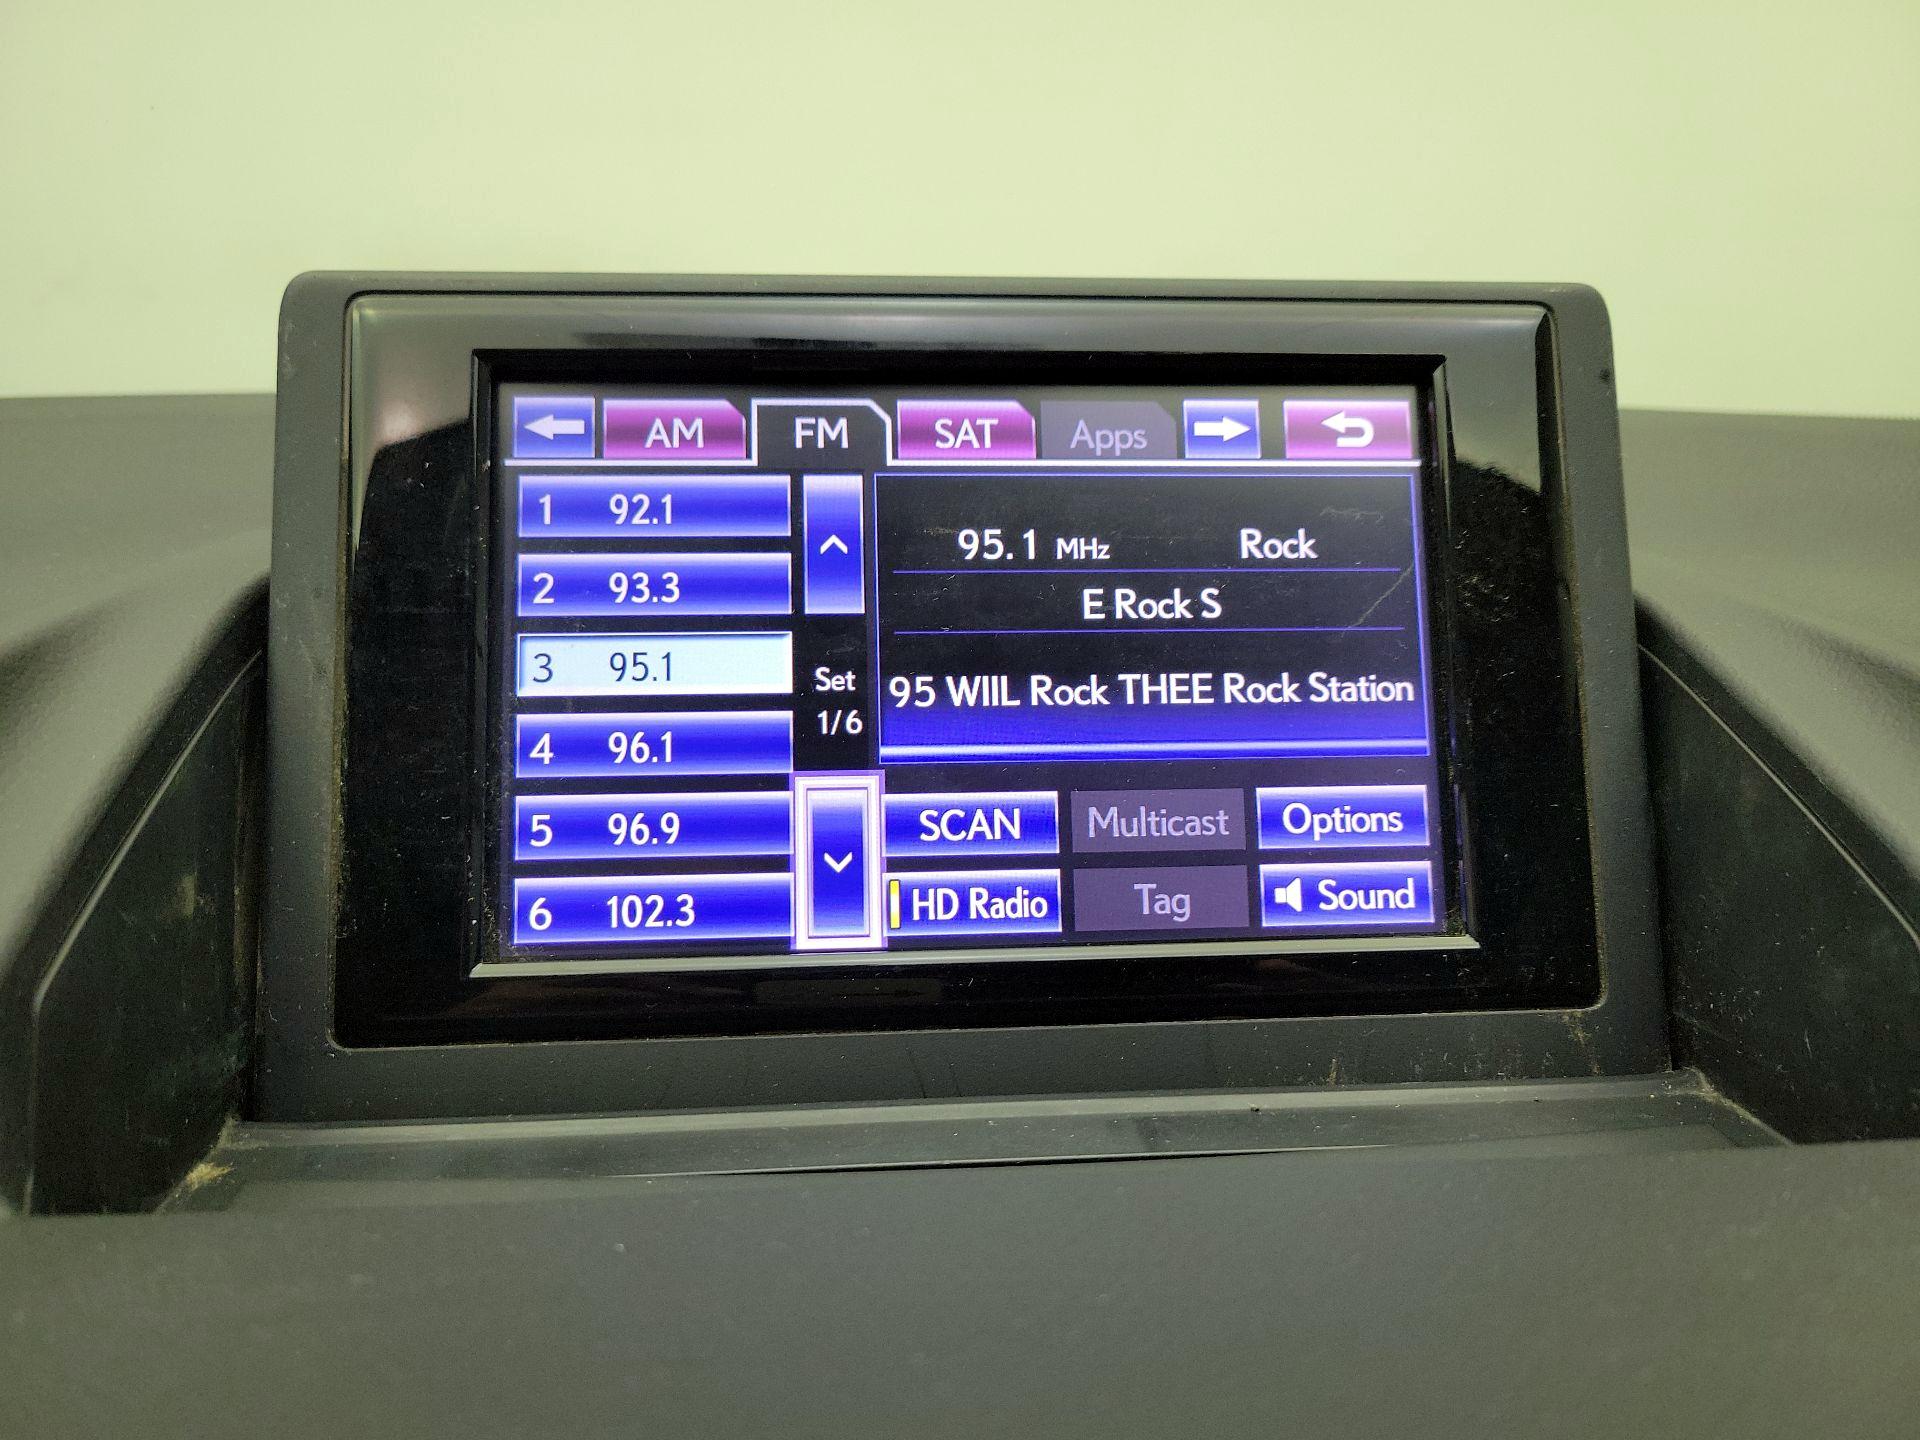 AM FM SAT Apps
1 92.1
2 93.3
3 95.1
4 96.1
5 96.9
6 102.3
Set
1/6
95.1 MHz Rock
E Rock S
95 WIIL Rock THEE Rock Station
SCAN Multicast Options
HD Radio Tag Sound